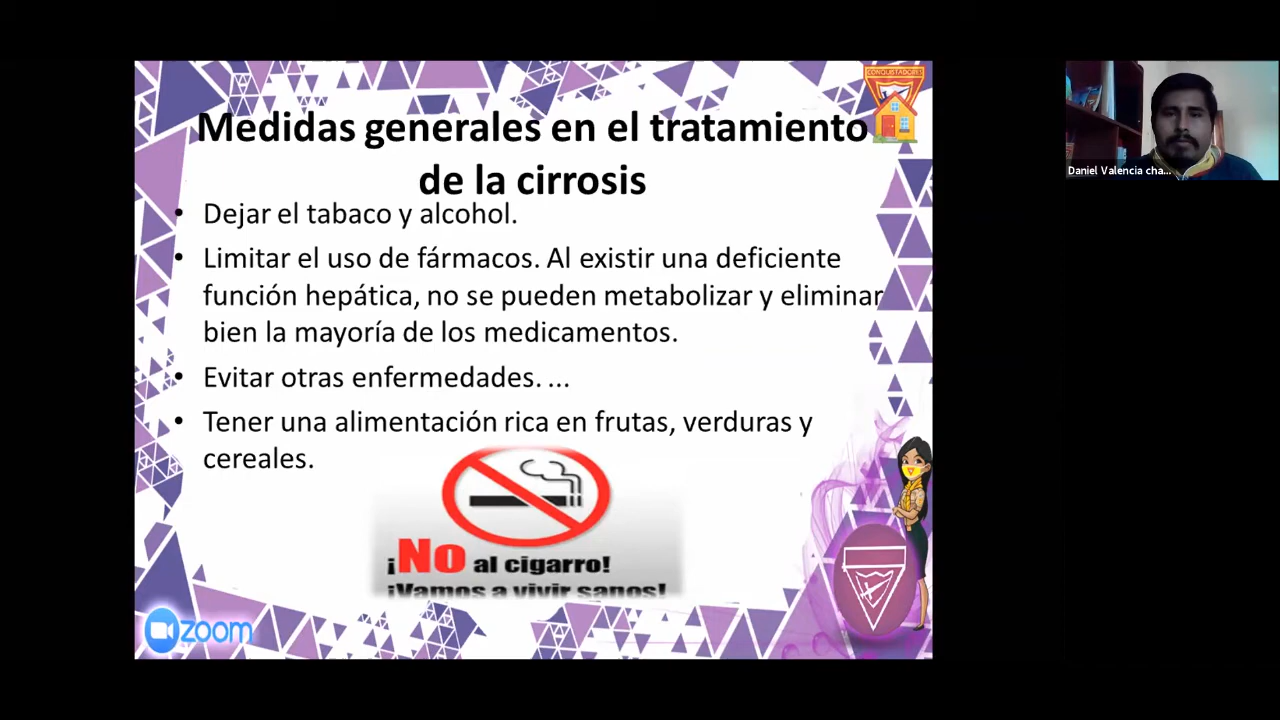 CONQUISTADORES
Medidas generales en el tratamiento
de la cirrosis
• Dejar el tabaco y alcohol.
• Limitar el uso de fármacos. Al existir una deficiente
función hepática, no se pueden metabolizar y eliminar
bien la mayoría de los medicamentos.
• Evitar otras enfermedades. ...
• Tener una alimentación rica en frutas, verduras y
cereales.
¡No al cigarro!
¡Vamos a vivir sanos!
zoom
Daniel Valencia cha...